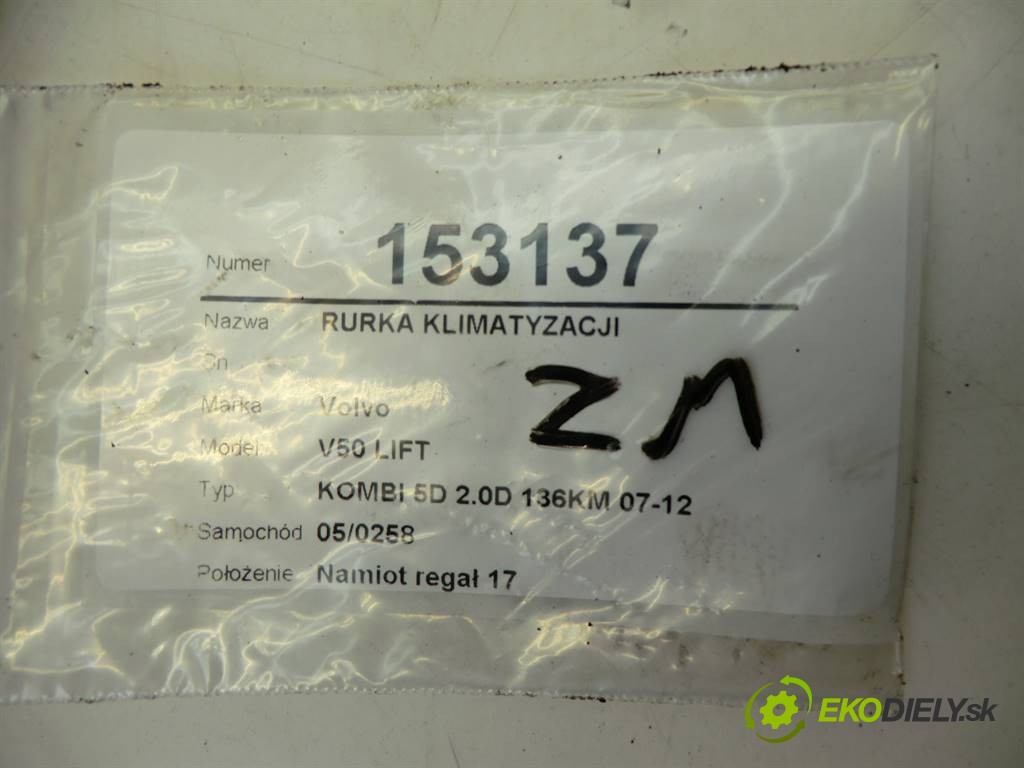 Numer 153137
Nazwa RURKA KLIMATYZACJI
Cn
Marka Volvo
Model V50 LIFT
Typ KOMBI 5D 2.0D 136KM 07-12
Samochód 05/0258
Położenie Namiot regał 17
ZM
EKODIELY.sk